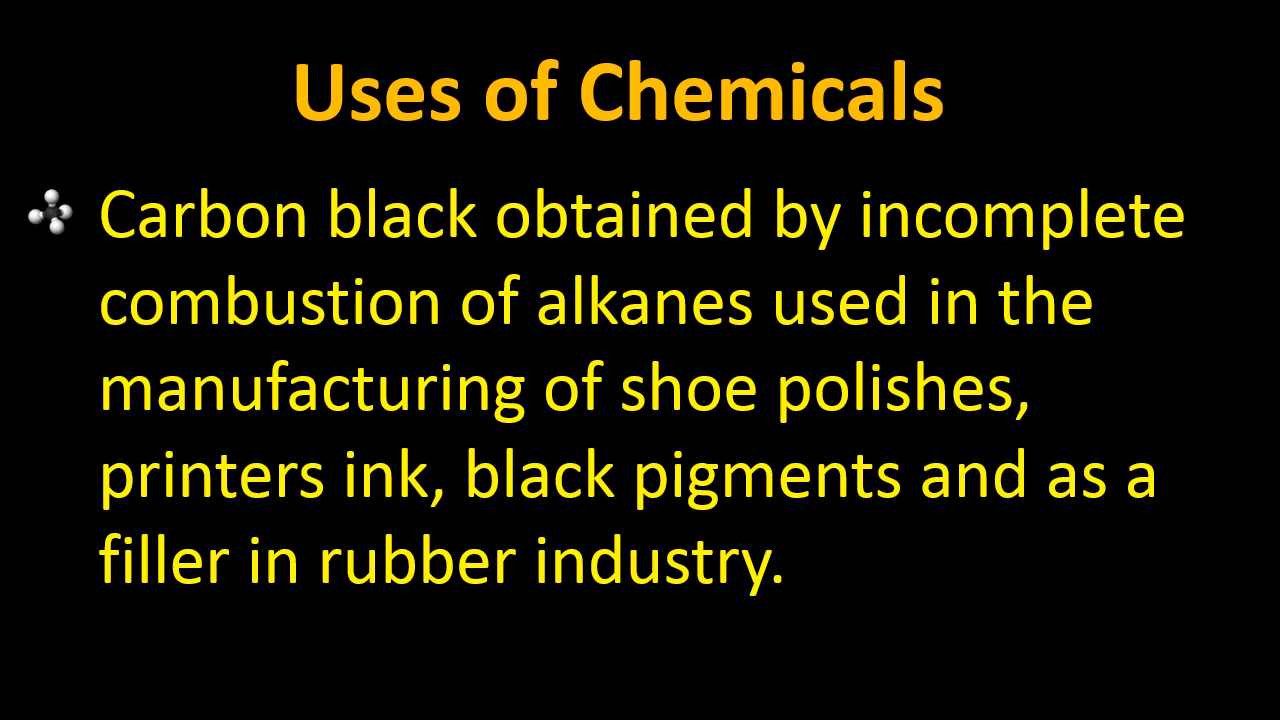 Uses of Chemicals
Carbon black obtained by incomplete
combustion of alkanes used in the
manufacturing of shoe polishes,
printers ink, black pigments and as a
filler in rubber industry.